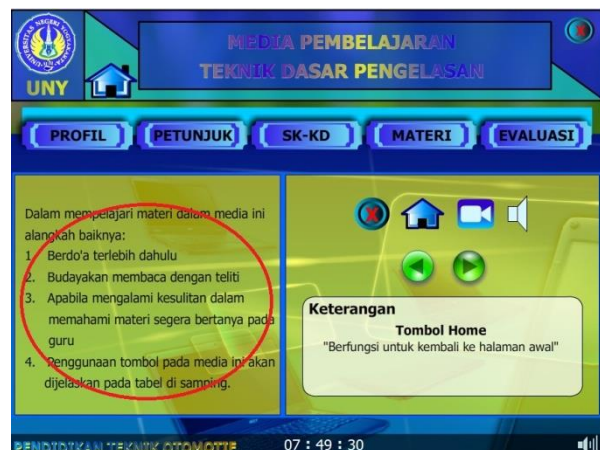 UNIVERSITAS NEGERI YOGYAKARTA
UNY
MEDIA PEMBELAJARAN
TEKNIK DASAR PENGELASAN
PROFIL
PETUNJUK
SK-KD
MATERI
EVALUASI
Dalam mempelajari materi dalam media ini
alangkah baiknya:
1. Berdo'a terlebih dahulu
2. Budayakan membaca dengan teliti
3. Apabila mengalami kesulitan dalam
memahami materi segera bertanya pada
guru
4. Penggunaan tombol pada media ini akan
dijelaskan pada tabel di samping.
Keterangan
Tombol Home
"Berfungsi untuk kembali ke halaman awal"
PENDIDIKAN TEKNIK OTOMOTIF
07 : 49 : 30